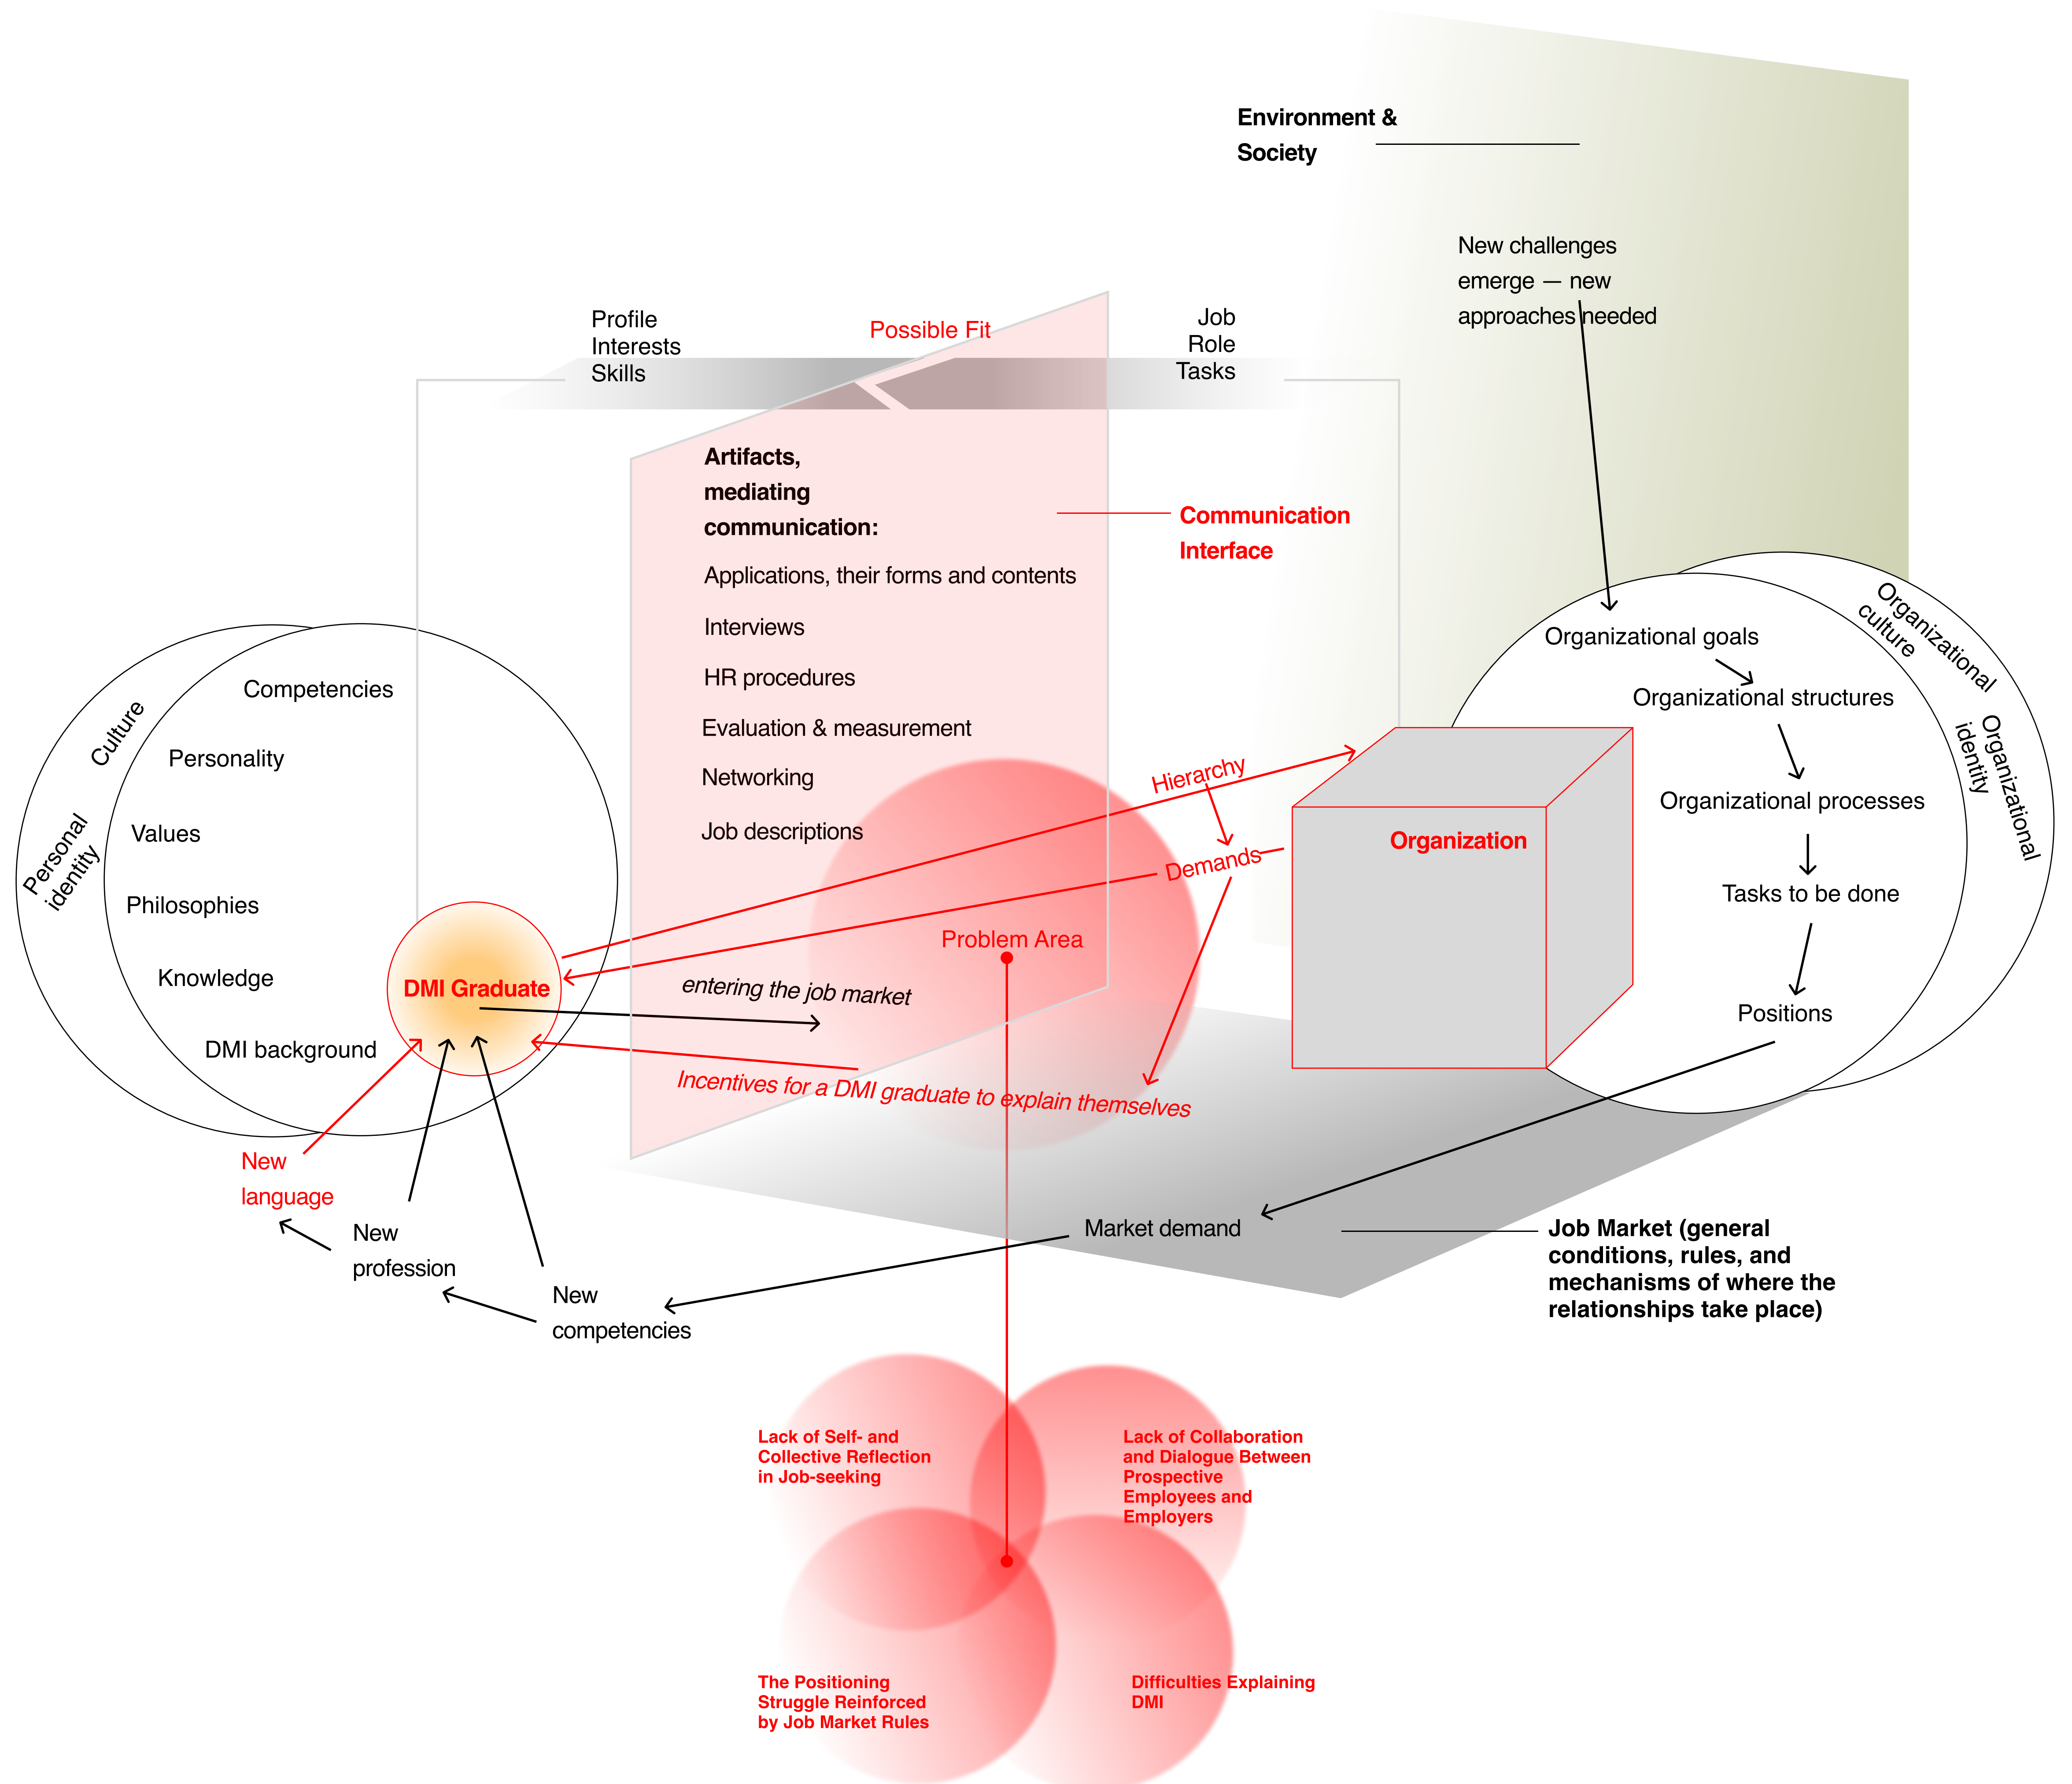 Environment &
Society
New challenges
emerge — new
approaches needed
Profile
Interests
Skills
Possible Fit
Job
Role
Tasks
Artifacts,
mediating
communication:
Applications, their forms and contents
Interviews
HR procedures
Evaluation & measurement
Networking
Job descriptions
Communication
Interface
Culture
Personal
identity
Competencies
Personality
Values
Philosophies
Knowledge
DMI background
DMI Graduate
Hierarchy
Demands
Problem Area
entering the job market
Incentives for a DMI graduate to explain themselves
Organization
Organizational goals
Organizational structures
Organizational processes
Tasks to be done
Positions
Organizational
culture
Organizational
identity
New
language
New
profession
New
competencies
Market demand
Job Market (general
conditions, rules, and
mechanisms of where the
relationships take place)
Lack of Self- and
Collective Reflection
in Job-seeking
Lack of Collaboration
and Dialogue Between
Prospective
Employees and
Employers
The Positioning
Struggle Reinforced
by Job Market Rules
Difficulties Explaining
DMI